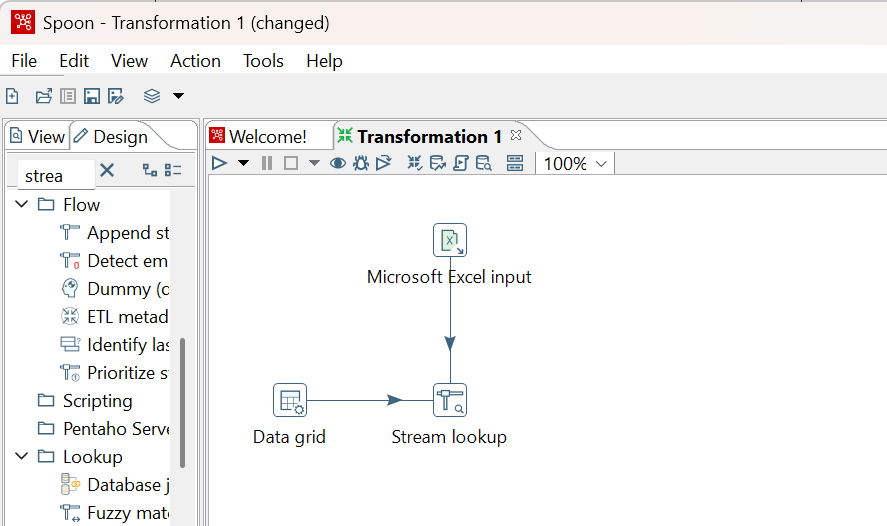 Spoon - Transformation 1 (changed)
File Edit View Action Tools Help
View Design Welcome! Transformation 1
strea 100%
Flow
Append st
Detect em
Dummy (d
ETL metad
Identify las
Prioritize s
Scripting
Pentaho Serve
Lookup
Database j
Fuzzy mat
Microsoft Excel input
Data grid Stream lookup